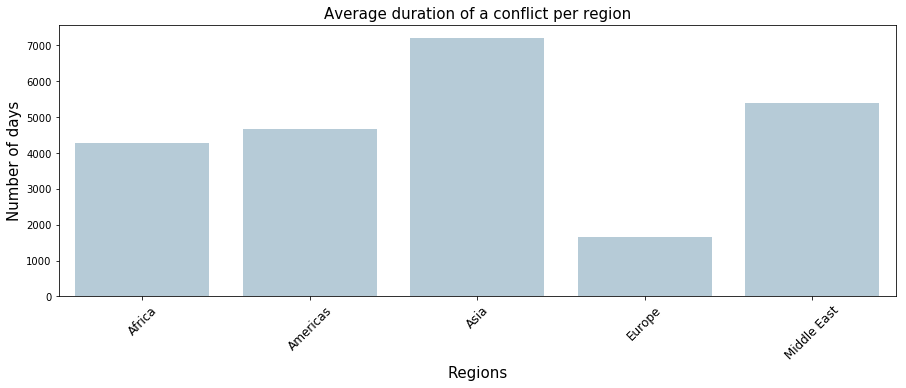 Average duration of a conflict per region
Number of days
7000
6000
5000
4000
3000
2000
1000
0
Africa
Americas
Asia
Europe
Middle East
Regions